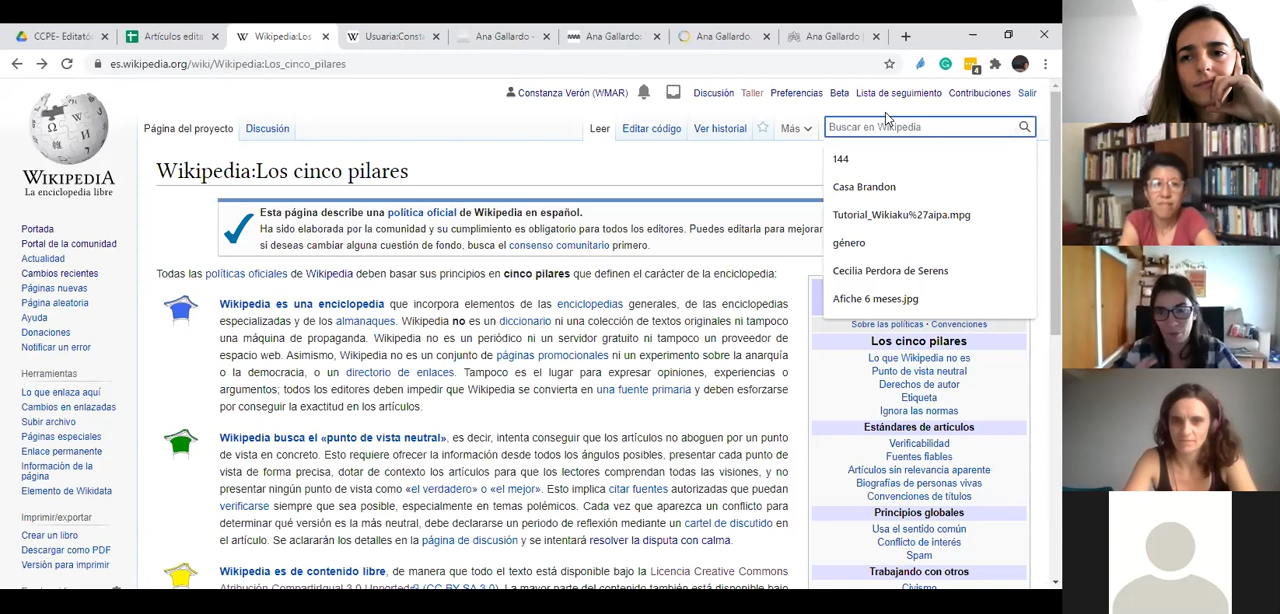 CCPE- Editatón
Artículos edita
Wikipedia:Los
Usuaria:Const
Ana Gallardo -
Ana Gallardo:
Ana Gallardo.
Ana Gallardo |
es.wikipedia.org/wiki/Wikipedia:Los_cinco_pilares
4
Constanza Verón (WMAR)
Discusión
Taller
Preferencias
Beta
Lista de seguimiento
Contribuciones
Salir
WIKIPEDIA
La enciclopedia libre
Página del proyecto
Discusión
Leer
Editar código
Ver historial
Más
Buscar en Wikipedia
144
Casa Brandon
Tutorial_Wikiaku%27aipa.mpg
género
Cecilia Perdora de Serens
Afiche 6 meses.jpg
Portada
Portal de la comunidad
Actualidad
Cambios recientes
Páginas nuevas
Página aleatoria
Ayuda
Donaciones
Notificar un error
Herramientas
Lo que enlaza aquí
Cambios en enlazadas
Subir archivo
Páginas especiales
Enlace permanente
Información de la
página
Elemento de Wikidata
Imprimir/exportar
Crear un libro
Descargar como PDF
Versión para imprimir
Wikipedia:Los cinco pilares
Esta página describe una política oficial de Wikipedia en español.
Ha sido elaborada por la comunidad y su cumplimiento es obligatorio para todos los editores. Puedes editarla para mejorar
si deseas cambiar alguna cuestión de fondo, busca el consenso comunitario primero.
Todas las políticas oficiales de Wikipedia deben basar sus principios en cinco pilares que definen el carácter de la enciclopedia:
Wikipedia es una enciclopedia que incorpora elementos de las enciclopedias generales, de las enciclopedias
especializadas y de los almanaques. Wikipedia no es un diccionario ni una colección de textos originales ni tampoco
una máquina de propaganda. Wikipedia no es un periódico ni un servidor gratuito ni tampoco un proveedor de
espacio web. Asimismo, Wikipedia no es un conjunto de páginas promocionales ni un experimento sobre la anarquía
o la democracia, o un directorio de enlaces. Tampoco es el lugar para expresar opiniones, experiencias o
argumentos; todos los editores deben impedir que Wikipedia se convierta en una fuente primaria y deben esforzarse
por conseguir la exactitud en los artículos.
Wikipedia busca el «punto de vista neutral», es decir, intenta conseguir que los artículos no aboguen por un punto
de vista en concreto. Esto requiere ofrecer la información desde todos los ángulos posibles, presentar cada punto de
vista de forma precisa, dotar de contexto los artículos para que los lectores comprendan todas las visiones, y no
presentar ningún punto de vista como «el verdadero» o «el mejor». Esto implica citar fuentes autorizadas que puedan
verificarse siempre que sea posible, especialmente en temas polémicos. Cada vez que aparezca un conflicto para
determinar qué versión es la más neutral, debe declararse un periodo de reflexión mediante un cartel de discutido en
el artículo. Se aclararán los detalles en la página de discusión y se intentará resolver la disputa con calma.
Wikipedia es de contenido libre, de manera que todo el texto está disponible bajo la Licencia Creative Commons
Atribución CompartirIgual 3.0 Unported (CC BY SA 3.0). La mayor parte del contenido también está disponible bajo
Sobre las políticas · Convenciones
Los cinco pilares
Lo que Wikipedia no es
Punto de vista neutral
Derechos de autor
Etiqueta
Ignora las normas
Estándares de artículos
Verificabilidad
Fuentes fiables
Artículos sin relevancia aparente
Biografías de personas vivas
Convenciones de títulos
Principios globales
Usa el sentido común
Conflicto de interés
Spam
Trabajando con otros
Civismo